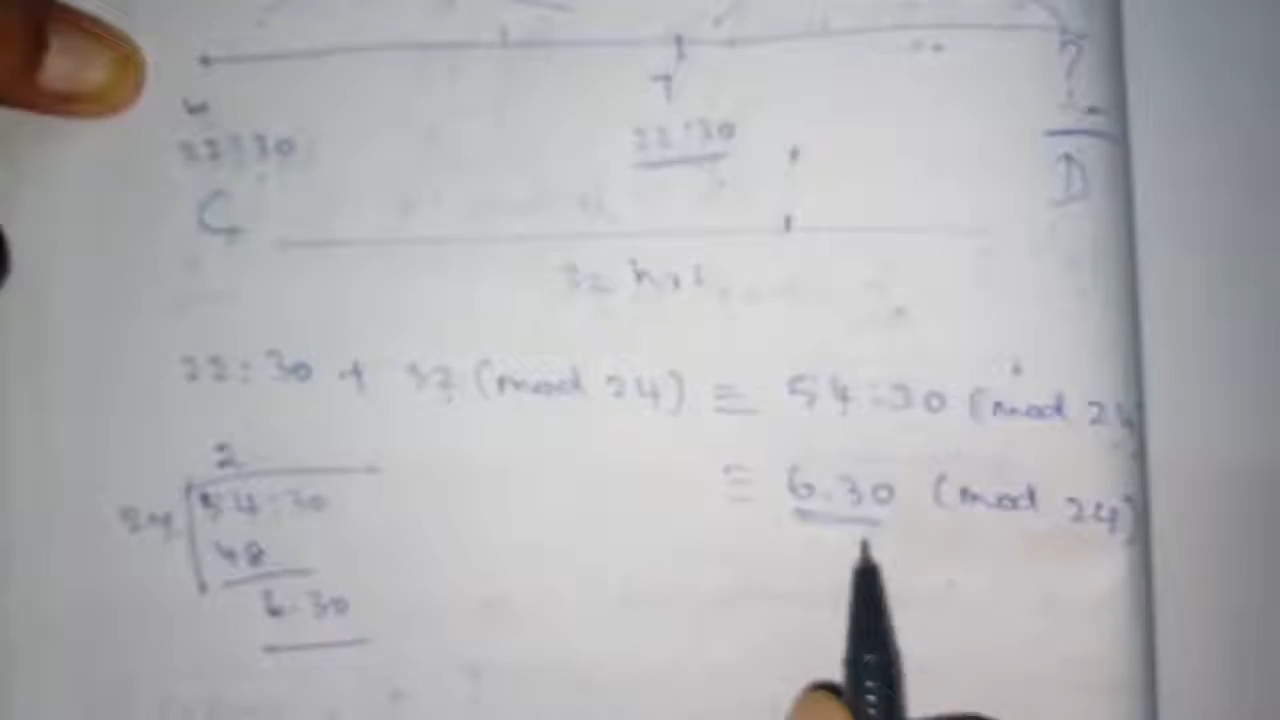 ?
T
22:30
22:30
C
D
32 hrs
22:30 + 32 (mod 24) ≡ 54:30 (mod 24)
≡ 6.30 (mod 24)
2
24 54:30
48
6.30